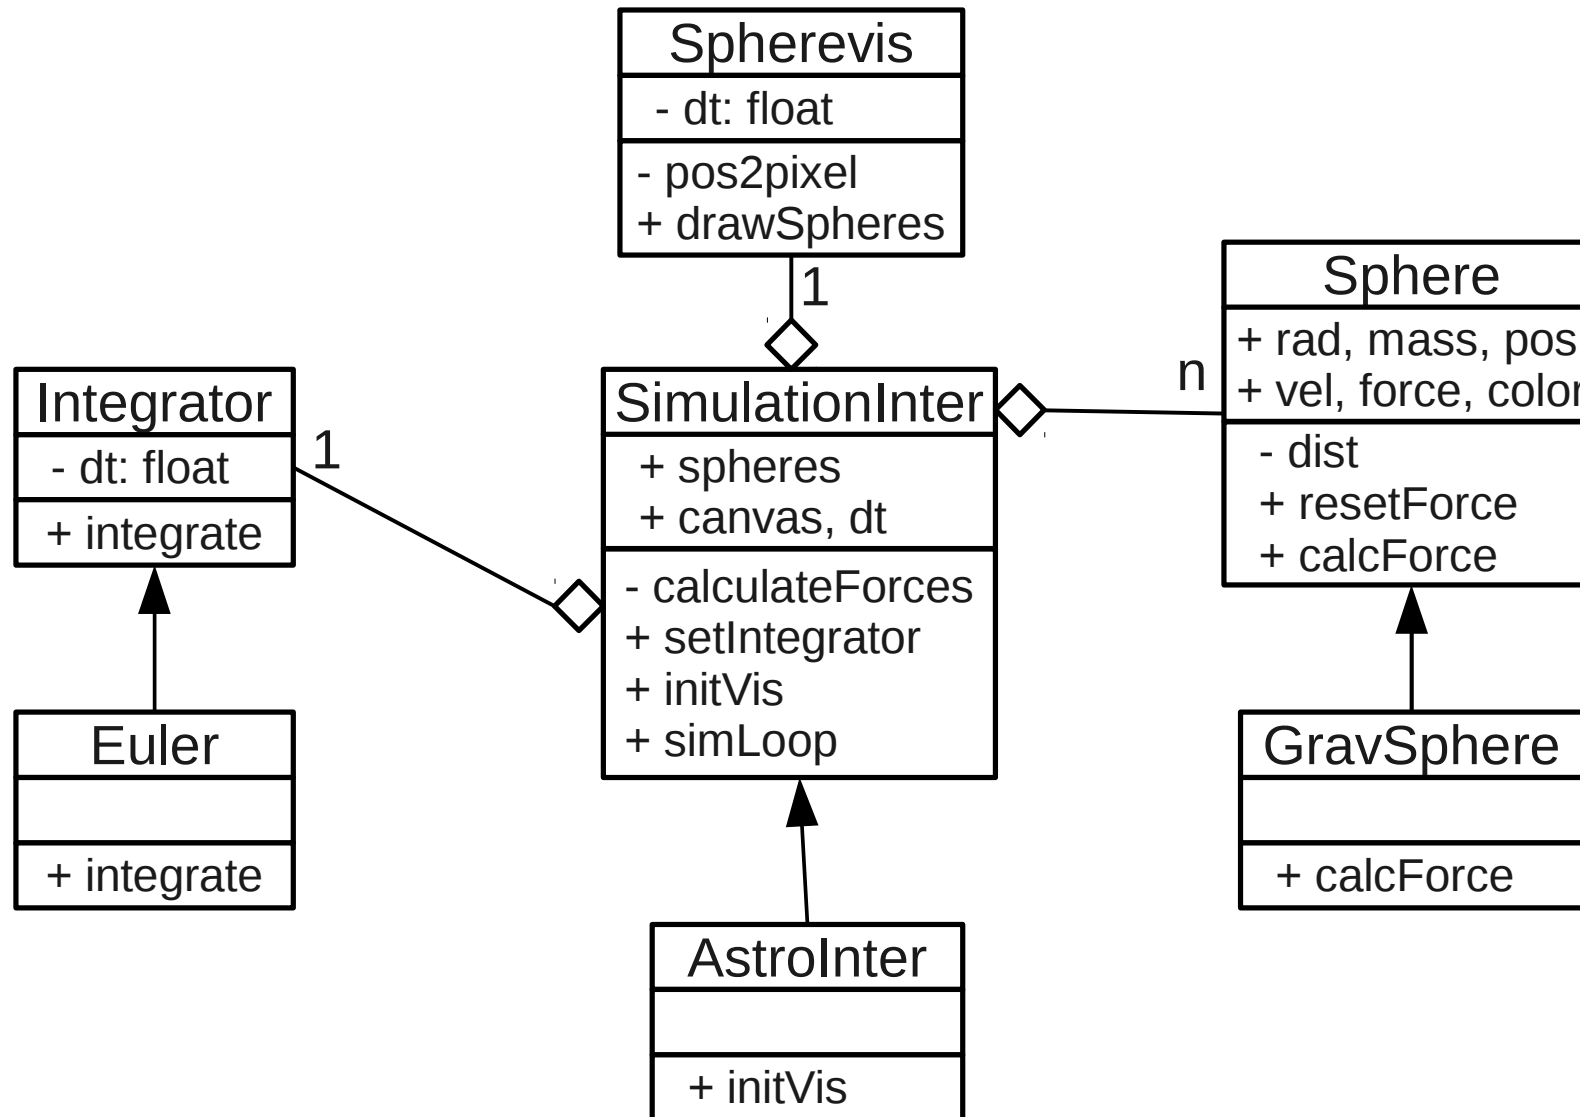 Spherevis
- dt: float
- pos2pixel
+ drawSpheres
1
Sphere
+ rad, mass, pos
+ vel, force, color
- dist
+ resetForce
+ calcForce
n
Integrator
- dt: float
+ integrate
1
SimulationInter
+ spheres
+ canvas, dt
- calculateForces
+ setIntegrator
+ initVis
+ simLoop
Euler
+ integrate
GravSphere
+ calcForce
AstroInter
+ initVis